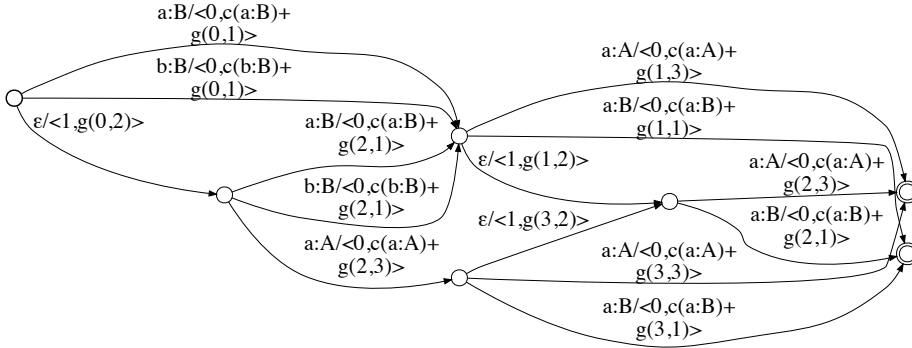 a:B/<0,c(a:B)+
g(0,1)>
b:B/<0,c(b:B)+
g(0,1)>
ε/<1,g(0,2)>
a:B/<0,c(a:B)+
g(2,1)>
b:B/<0,c(b:B)+
g(2,1)>
a:A/<0,c(a:A)+
g(2,3)>
a:A/<0,c(a:A)+
g(1,3)>
a:B/<0,c(a:B)+
g(1,1)>
ε/<1,g(1,2)>
a:A/<0,c(a:A)+
g(2,3)>
a:B/<0,c(a:B)+
g(2,1)>
ε/<1,g(3,2)>
a:A/<0,c(a:A)+
g(3,3)>
a:B/<0,c(a:B)+
g(3,1)>